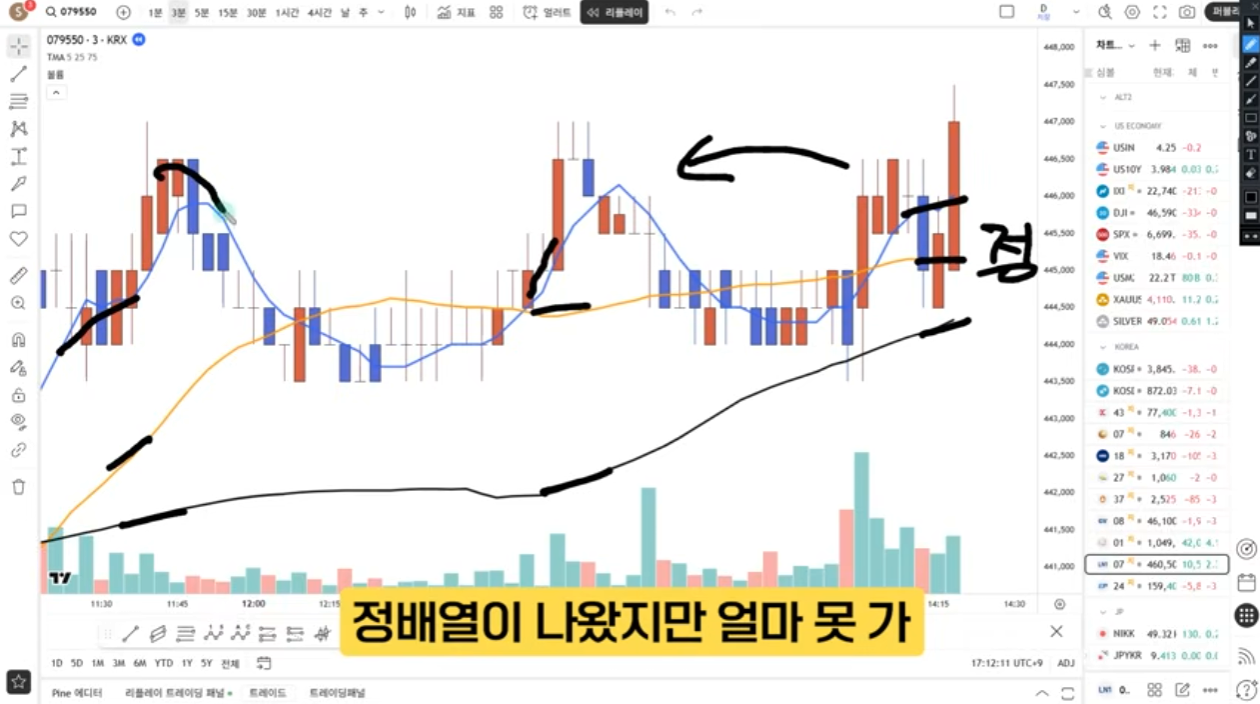 S 3 079550 1분 3분 5분 15분 30분 1시간 4시간 날 주 지표 얼러트 리플레이 D 저장 퍼블리
079550 · 3 · KRX
TMA 5 25 75
볼륨
점
448,000
447,500
447,000
446,500
446,000
445,500
445,000
444,500
444,000
443,500
443,000
442,500
442,000
441,500
441,000
차트...
심볼 현재: 체
ALT2
US ECONOMY
USIN 4.25 -0.2
US10Y 3.984 0.03
IXI 22,740
DJI 46,590
SPX 6,699. -35.
VIX 18.46 -0.1 -0
USMC 22.2T 80B
XAUUS 4,110. 11.2 0.2
SILVER 49.054 0.61 1.2
KOREA
KOSF 3,845. -38. -0
KOSI 872.03 -7.1 -0
43 77,400 -1,3 -1
07 846 -26 -2
18 3,170 -105 -3
27 1,060 -2 -0
37 2,525 -85 -3
08 46,100 -1,9 -3
01 1,049, 42,0 4.
LNI 07 460,50 10,5 2.
24 159,40 -5,8 -3
JP
NIKK 49.32 130. 0.2
JPYKR 9.413 0.00 0.0
11:30 11:45 12:00 12:15 14:15 14:30
정배열이 나왔지만 얼마 못 가
1D 5D 1M 3M 6M YTD 1Y 5Y 전체 17:12:11 UTC+9 ADJ
Pine 에디터 리플레이 트레이딩 패널 트레이드 트레이딩패널 LNI 0..